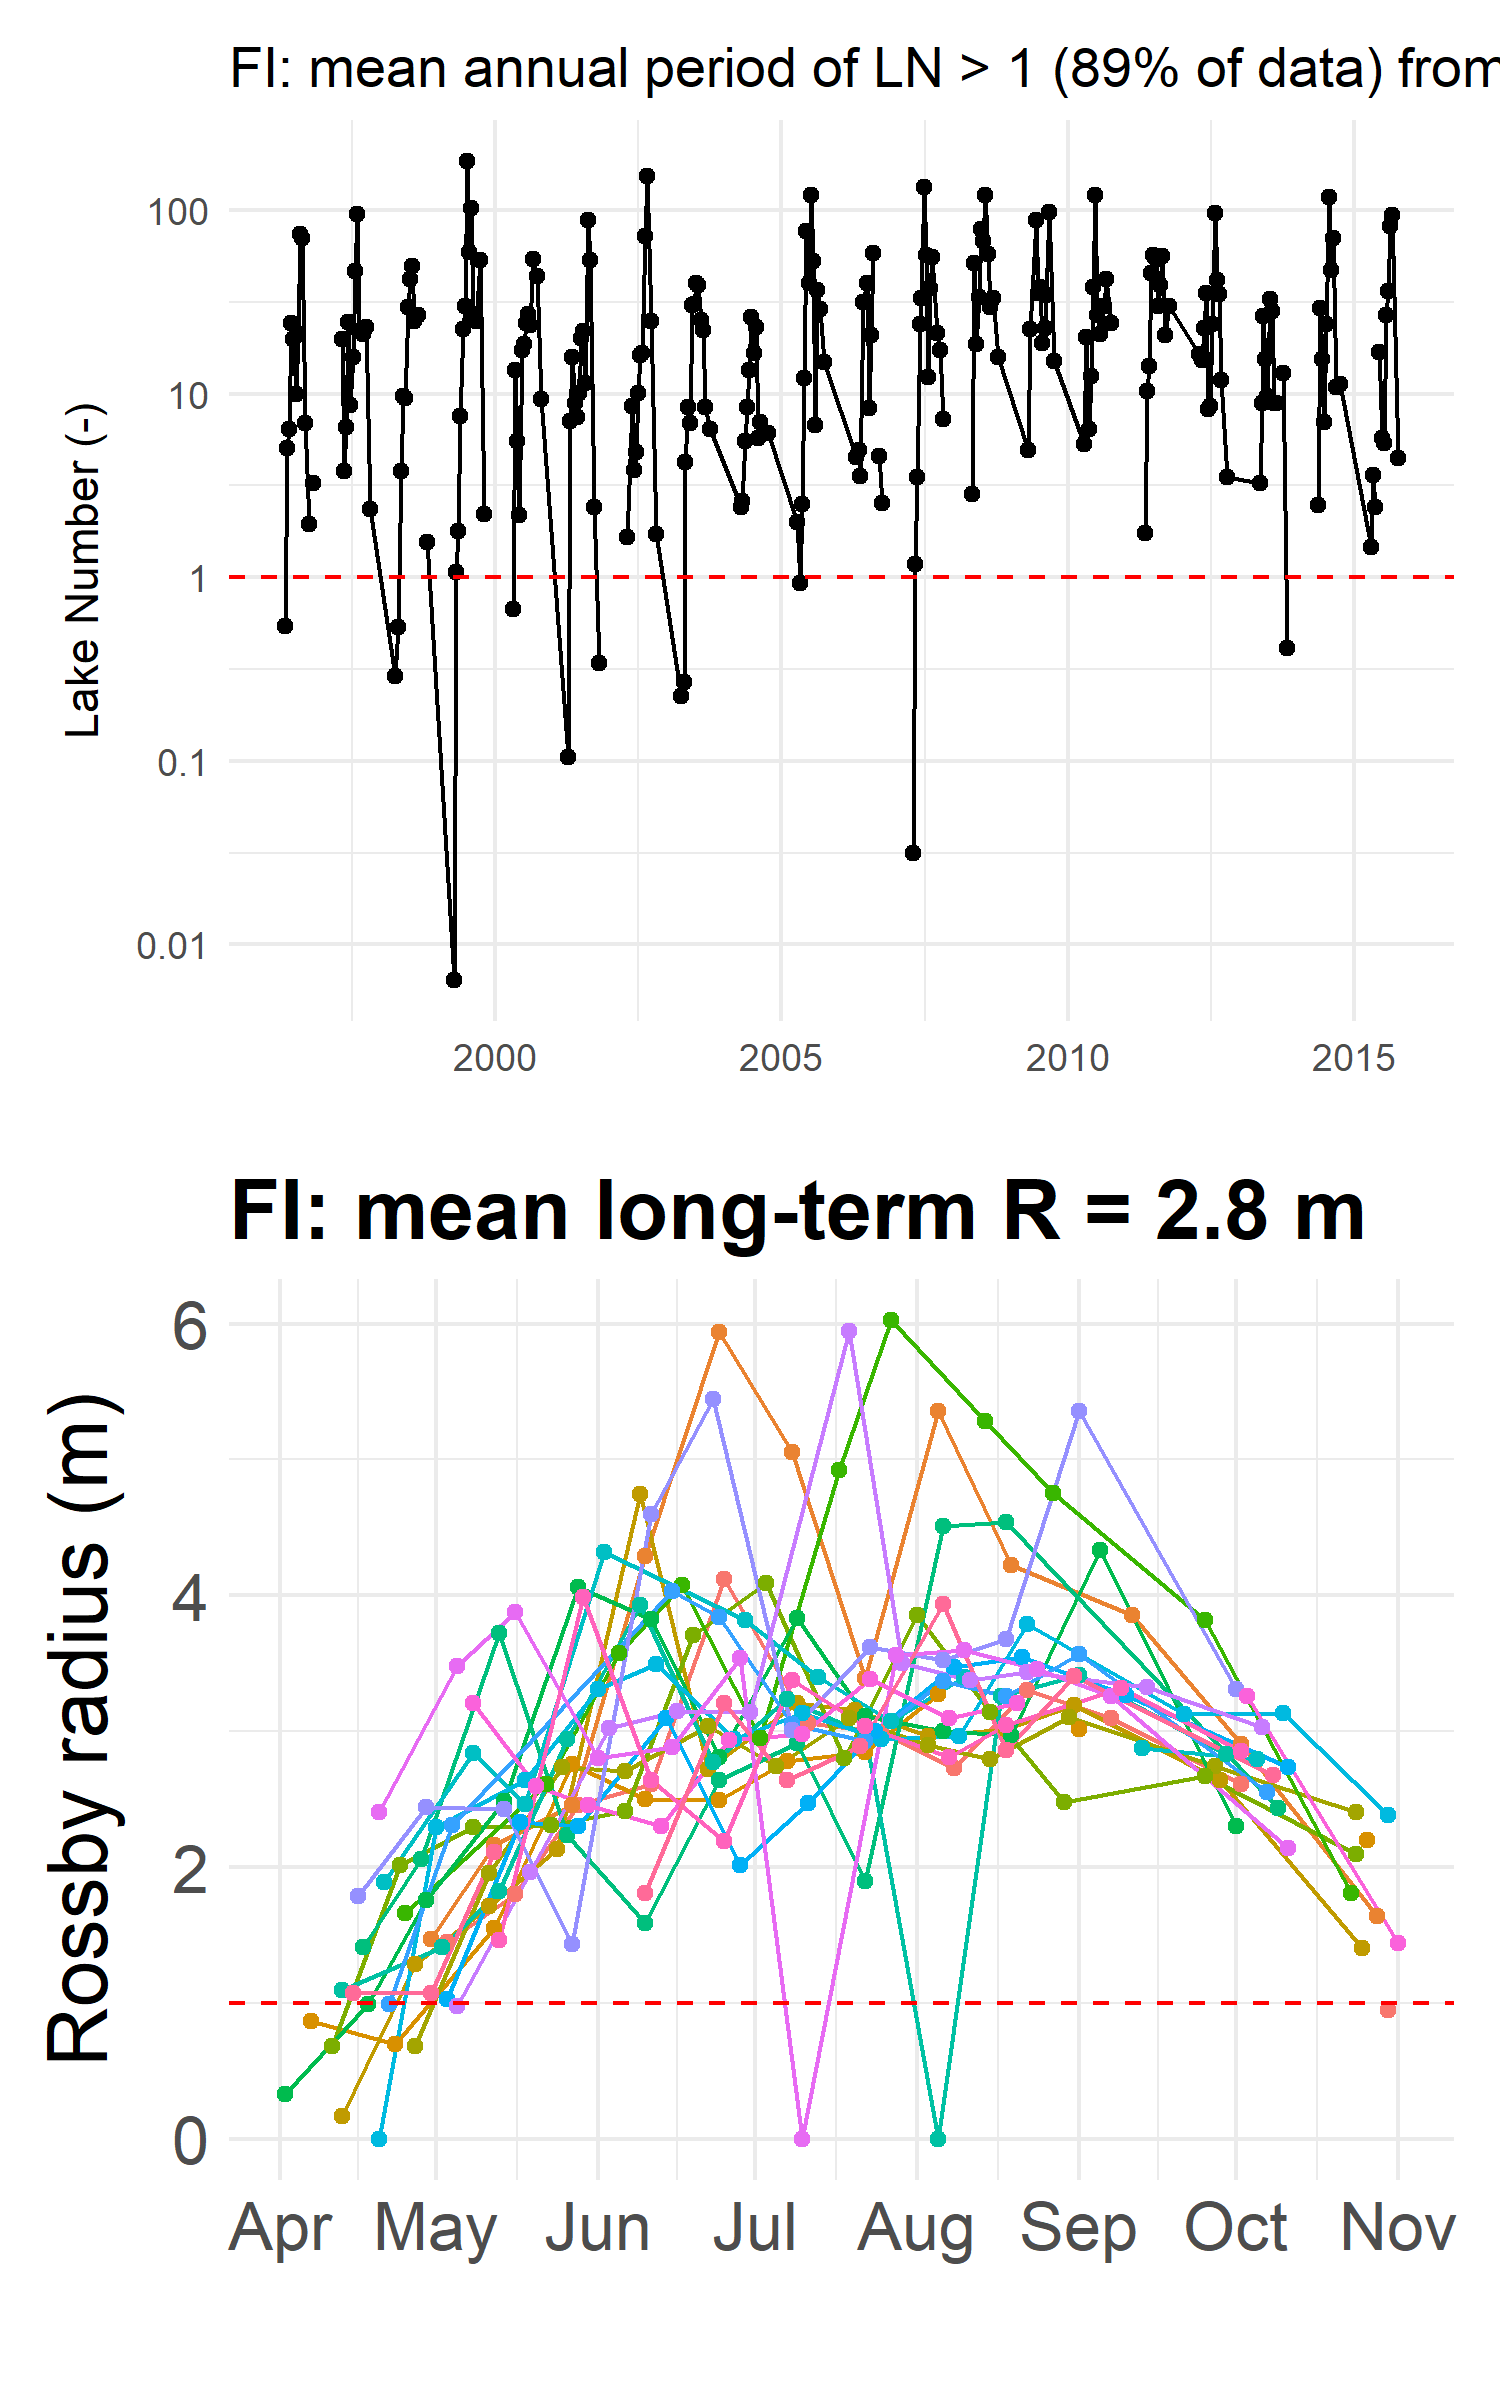 FI: mean annual period of LN > 1 (89% of data) from
Lake Number (-)
100
10
1
0.1
0.01
2000 2005 2010 2015
FI: mean long-term R = 2.8 m
Rossby radius (m)
6
4
2
0
Apr May Jun Jul Aug Sep Oct Nov